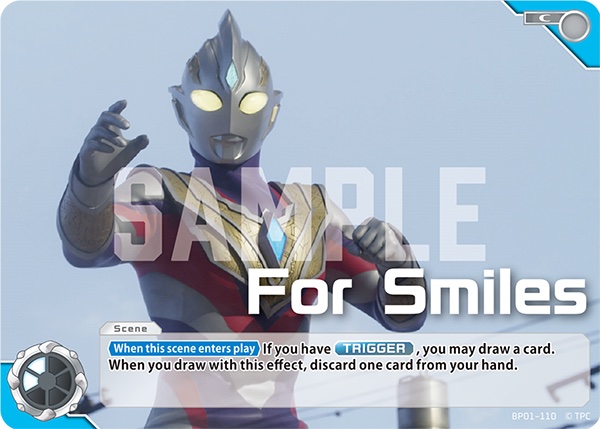 C
SAMPLE
For Smiles
Scene
When this scene enters play If you have TRIGGER , you may draw a card.
When you draw with this effect, discard one card from your hand.
BP01-110 © TPC